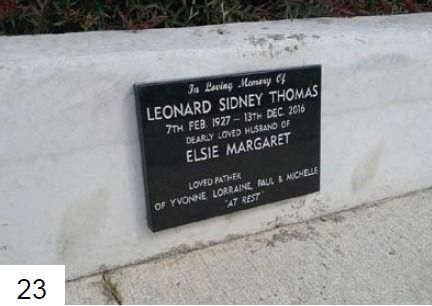 In Loving Memory Of
LEONARD SIDNEY THOMAS
7TH FEB. 1927 – 13TH DEC. 2016
DEARLY LOVED HUSBAND OF
ELSIE MARGARET
LOVED FATHER
OF YVONNE, LORRAINE, PAUL & MICHELLE
"AT REST"
23